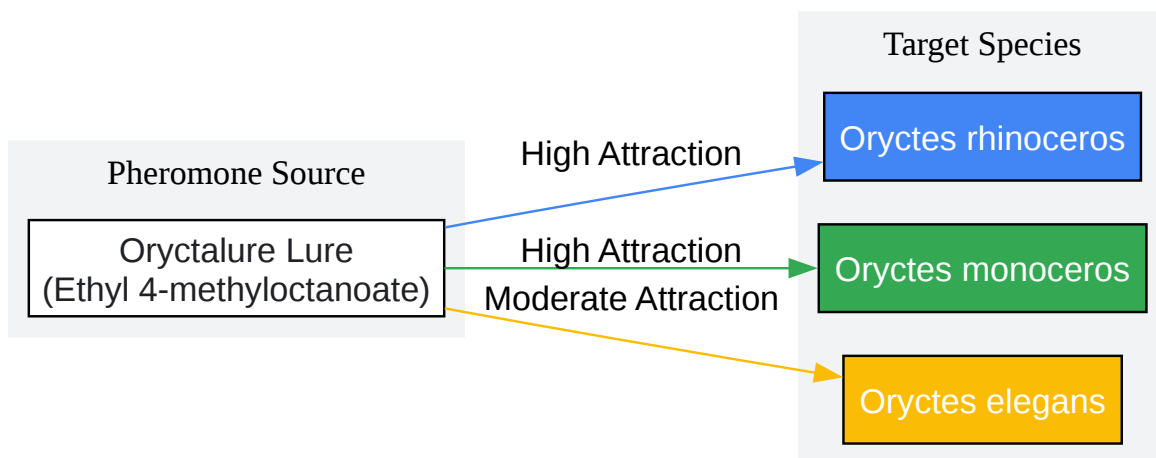 Pheromone Source
Oryctalure Lure
(Ethyl 4-methyloctanoate)
High Attraction
High Attraction
Moderate Attraction
Target Species
Oryctes rhinoceros
Oryctes monoceros
Oryctes elegans